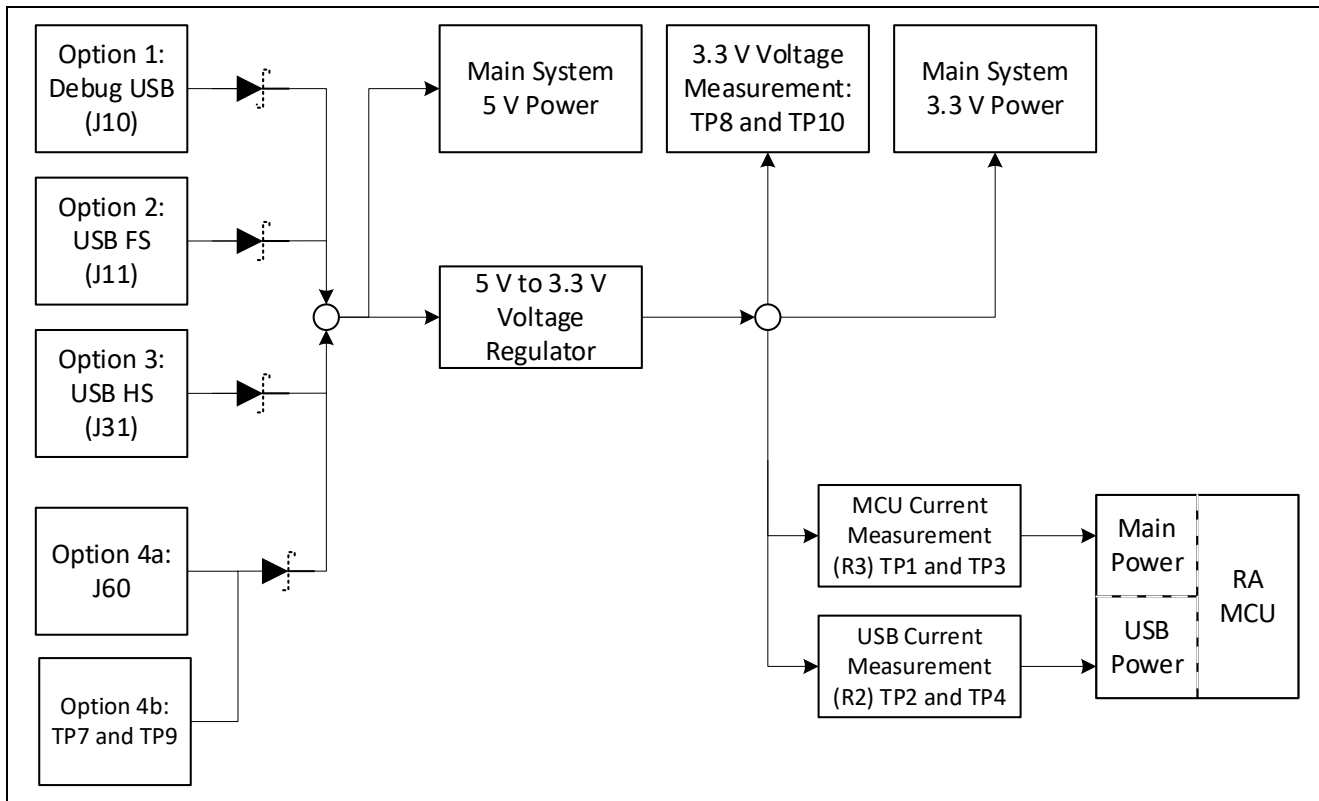 Option 1:
Debug USB
(J10)
Option 2:
USB FS
(J11)
Option 3:
USB HS
(J31)
Option 4a:
J60
Option 4b:
TP7 and TP9
Main System
5 V Power
5 V to 3.3 V
Voltage
Regulator
3.3 V Voltage
Measurement:
TP8 and TP10
Main System
3.3 V Power
MCU Current
Measurement
(R3) TP1 and TP3
USB Current
Measurement
(R2) TP2 and TP4
Main
Power
USB
Power
RA
MCU